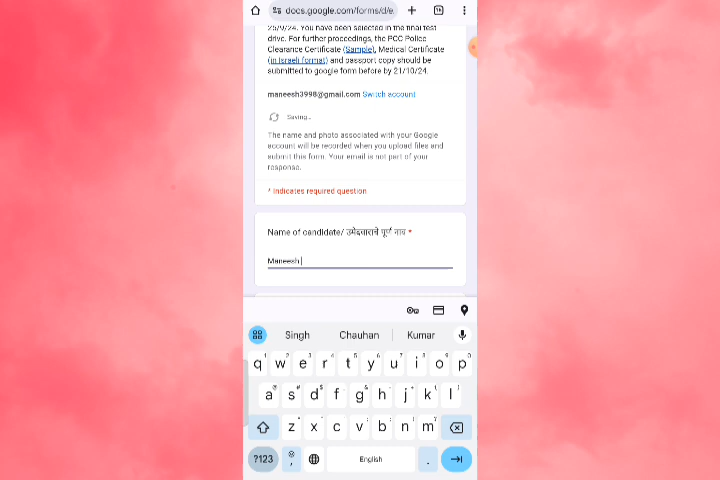 docs.google.com/forms/d/e
25/9/24. You have been selected in the final test
drive. For further proceedings, the PCC Police
Clearance Certificate (Sample), Medical Certificate
(in Israeli format) and passport copy should be
submitted to google form before by 21/10/24.
maneesh3998@gmail.com Switch account
Saving...
The name and photo associated with your Google
account will be recorded when you upload files and
submit this form. Your email is not part of your
response.
* Indicates required question
Name of candidate/ उमेदवाराचे पूर्ण नाव *
Maneesh
Singh Chauhan Kumar
q w e r t y u i o p
a s d f g h j k l
z x c v b n m
?123 , English .